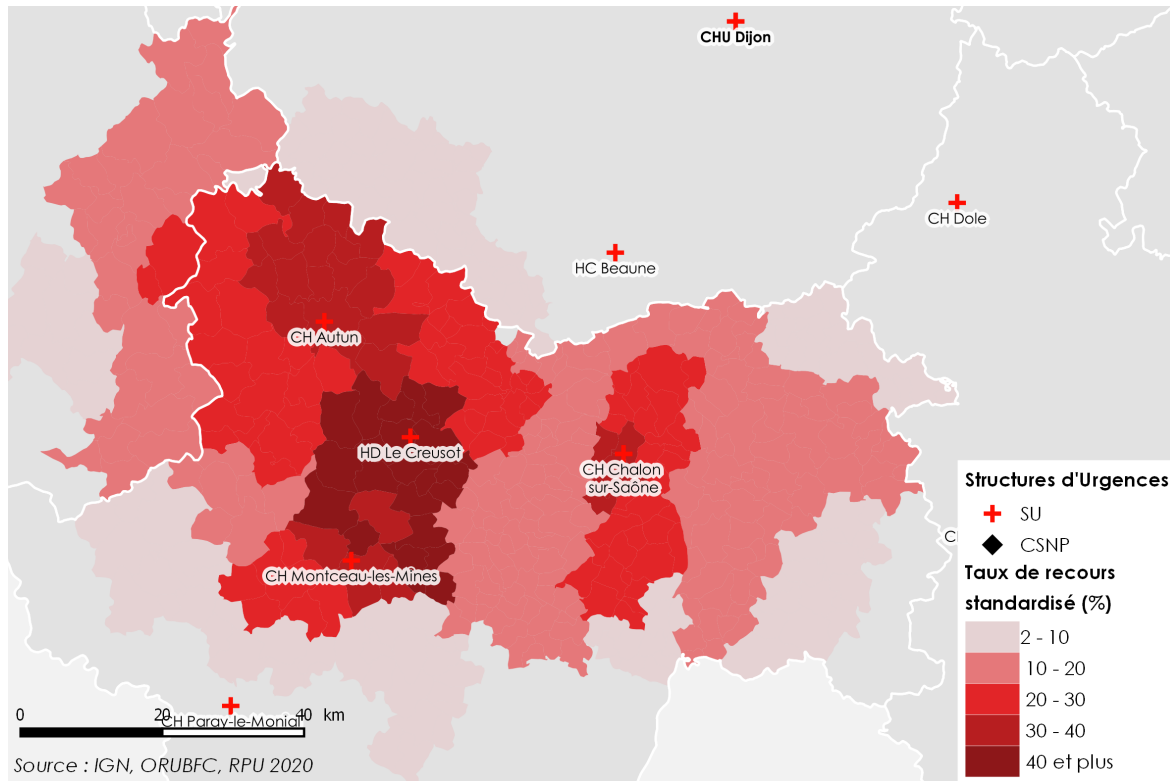 CHU Dijon
CH Dole
HC Beaune
CH Autun
HD Le Creusot
CH Chalon
sur-Saône
CH Montceau-les-Mines
CH Paray-le-Monial
0 20 40 km
Source : IGN, ORUBFC, RPU 2020
Structures d'Urgences
SU
CSNP
Taux de recours
standardisé (%)
2 - 10
10 - 20
20 - 30
30 - 40
40 et plus